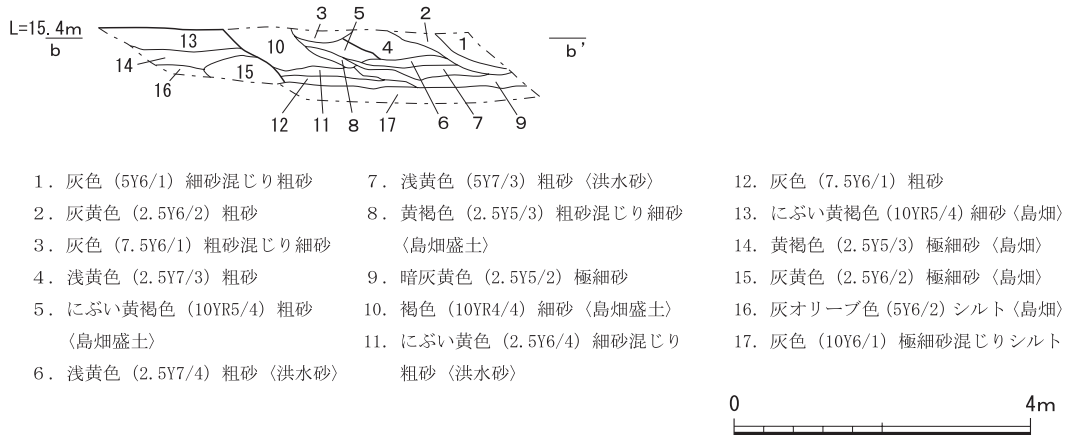 3 5 2
L=15.4m 13 10 4 1
b b'
14 15
16
12 11 8 17 6 7 9
1. 灰色（5Y6/1）細砂混じり粗砂
2. 灰黄色（2.5Y6/2）粗砂
3. 灰色（7.5Y6/1）粗砂混じり細砂
4. 浅黄色（2.5Y7/3）粗砂
5. にぶい黄褐色（10YR5/4）粗砂
〈島畑盛土〉
6. 浅黄色（2.5Y7/4）粗砂〈洪水砂〉
7. 浅黄色（5Y7/3）粗砂〈洪水砂〉
8. 黄褐色（2.5Y5/3）粗砂混じり細砂
〈島畑盛土〉
9. 暗灰黄色（2.5Y5/2）極細砂
10. 褐色（10YR4/4）細砂〈島畑盛土〉
11. にぶい黄色（2.5Y6/4）細砂混じり
粗砂〈洪水砂〉
12. 灰色（7.5Y6/1）粗砂
13. にぶい黄褐色（10YR5/4）細砂〈島畑〉
14. 黄褐色（2.5Y5/3）極細砂〈島畑〉
15. 灰黄色（2.5Y6/2）極細砂〈島畑〉
16. 灰オリーブ色（5Y6/2）シルト〈島畑〉
17. 灰色（10Y6/1）極細砂混じりシルト
0 4m